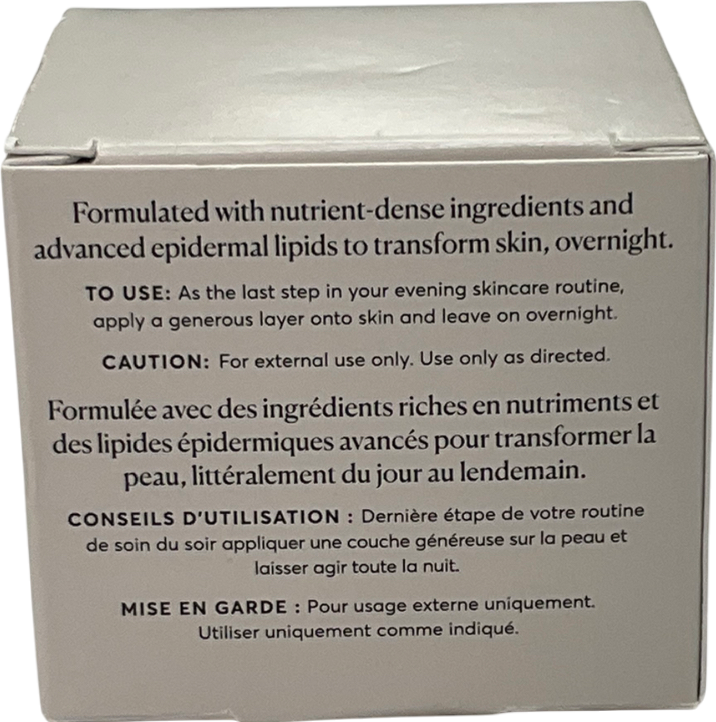 Formulated with nutrient-dense ingredients and
advanced epidermal lipids to transform skin, overnight.
TO USE: As the last step in your evening skincare routine,
apply a generous layer onto skin and leave on overnight.
CAUTION: For external use only. Use only as directed.
Formulée avec des ingrédients riches en nutriments et
des lipides épidermiques avancés pour transformer la
peau, littéralement du jour au lendemain.
CONSEILS D'UTILISATION : Dernière étape de votre routine
de soin du soir appliquer une couche généreuse sur la peau et
laisser agir toute la nuit.
MISE EN GARDE : Pour usage externe uniquement.
Utiliser uniquement comme indiqué.